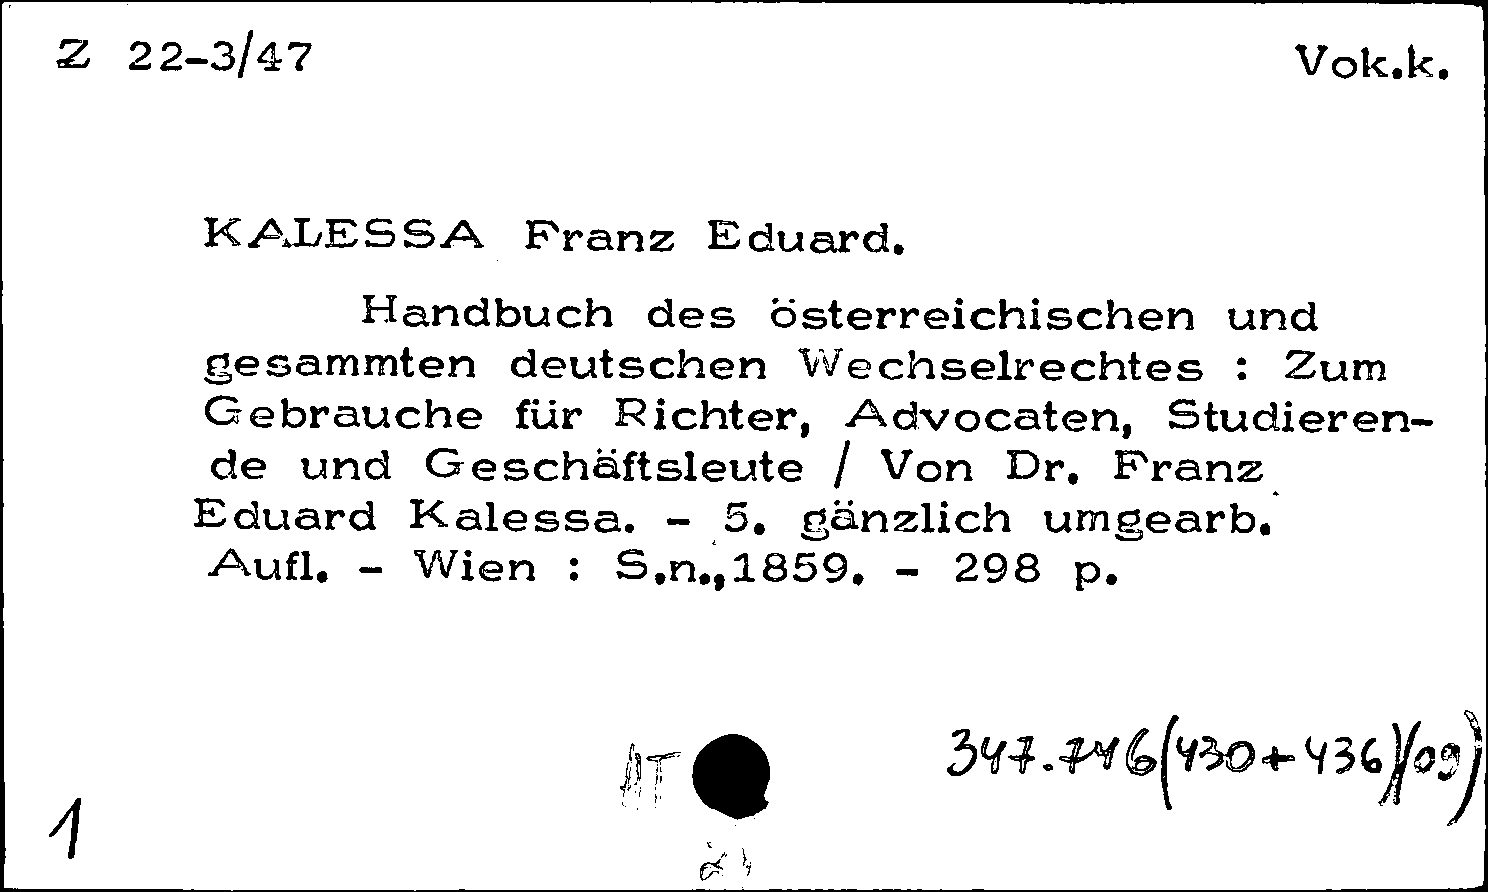 Z 22-3/47 Vok.k.
KALESSA Franz Eduard.
Handbuch des österreichischen und
gesammten deutschen Wechselrechtes : Zum
Gebrauche für Richter, Advocaten, Studieren-
de und Geschäftsleute / Von Dr. Franz
Eduard Kalessa. - 5. gänzlich umgearb.
Aufl. - Wien : S.n.,1859. - 298 p.
347.746(430+436)(09)
AT
1